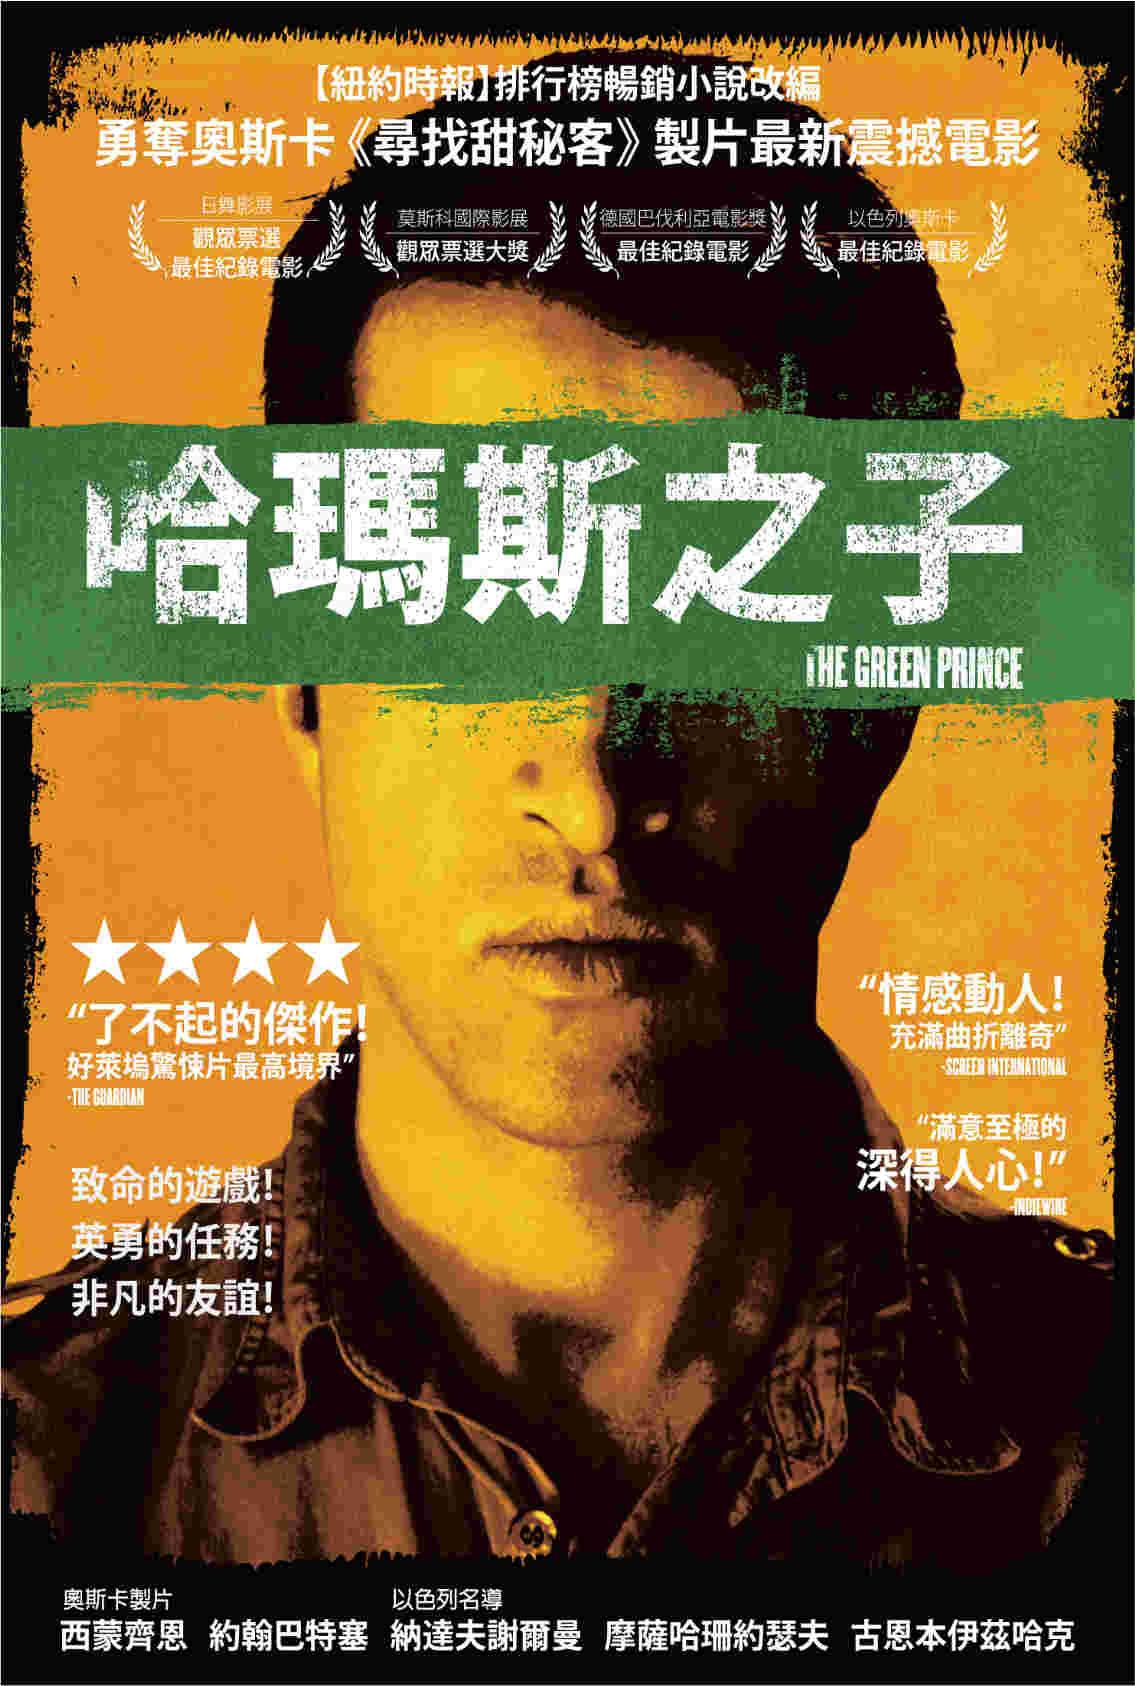 【紐約時報】排行榜暢銷小說改編
勇奪奧斯卡《尋找甜秘客》製片最新震撼電影
日舞影展
觀眾票選
最佳紀錄電影
莫斯科國際影展
觀眾票選大獎
德國巴伐利亞電影獎
最佳紀錄電影
以色列奧斯卡
最佳紀錄電影
哈瑪斯之子
THE GREEN PRINCE
★★★★
“了不起的傑作!
好萊塢驚悚片最高境界”
-THE GUARDIAN
“情感動人!
充滿曲折離奇”
-SCREEN INTERNATIONAL
“滿意至極的
深得人心!”
-INDIEWIRE
致命的遊戲!
英勇的任務!
非凡的友誼!
奧斯卡製片
西蒙齊恩 約翰巴特塞
以色列名導
納達夫謝爾曼 摩薩哈珊約瑟夫 古恩本伊茲哈克